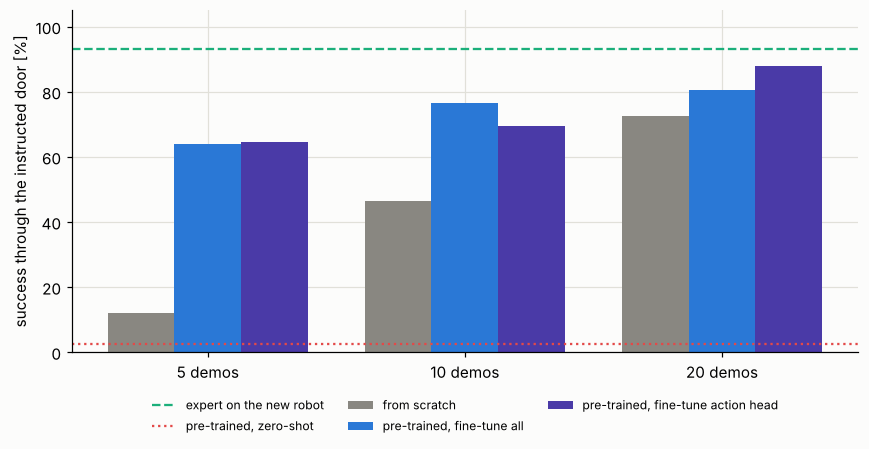 success through the instructed door [%]
100
80
60
40
20
0
5 demos
10 demos
20 demos
expert on the new robot
pre-trained, zero-shot
from scratch
pre-trained, fine-tune all
pre-trained, fine-tune action head